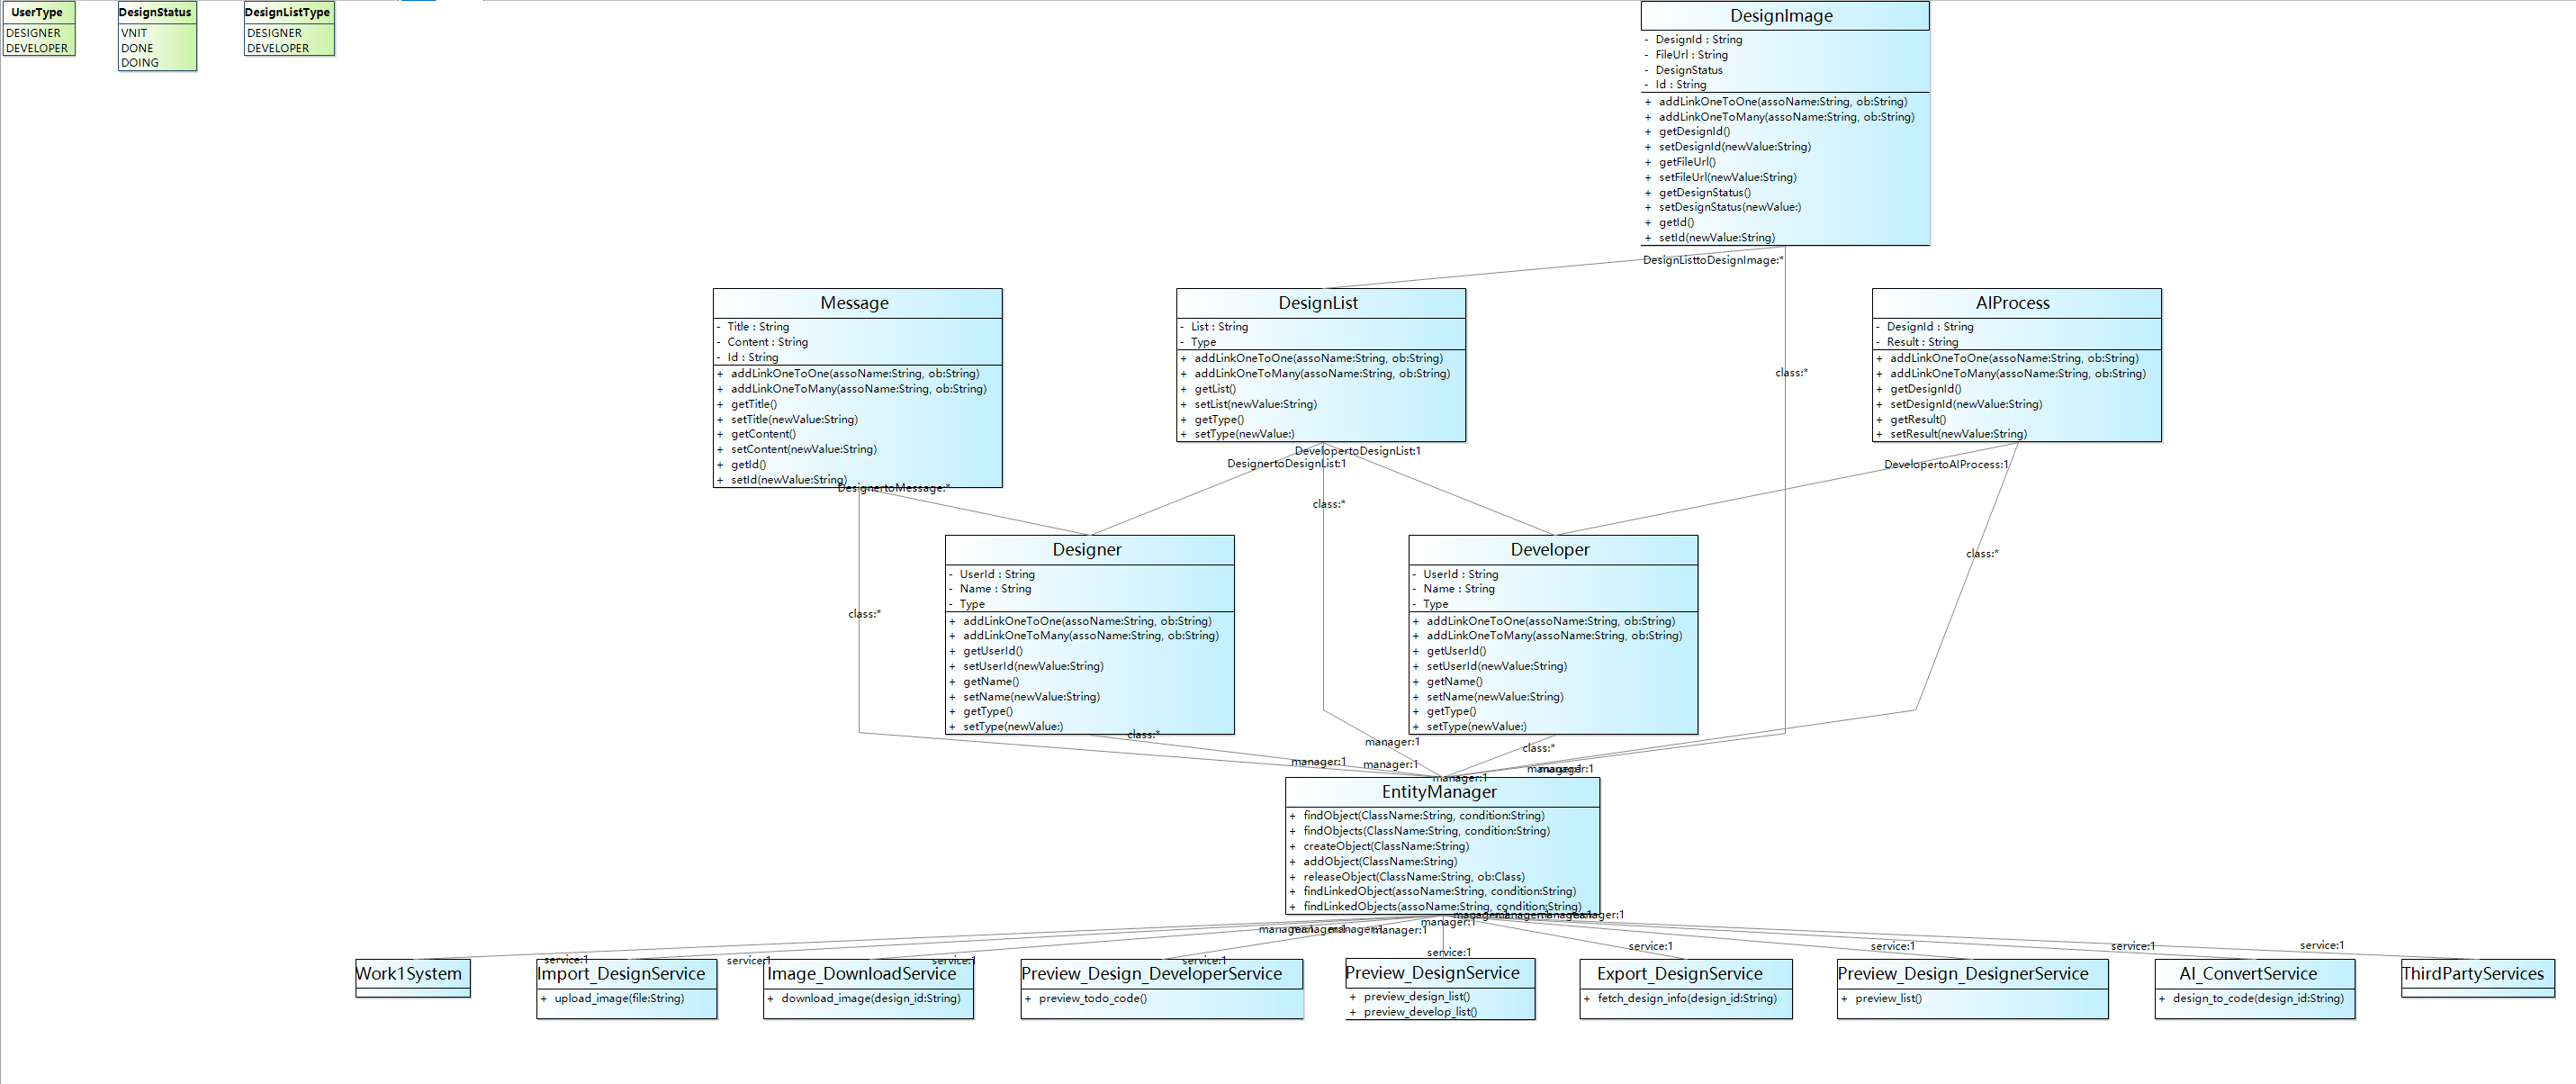 UserType
DESIGNER
DEVELOPER
DesignStatus
VNIT
DONE
DOING
DesignListType
DESIGNER
DEVELOPER
DesignImage
- DesignId : String
- FileUrl : String
- DesignStatus
- Id : String
+ addLinkOneToOne(assoName:String, ob:String)
+ addLinkOneToMany(assoName:String, ob:String)
+ getDesignId()
+ setDesignId(newValue:String)
+ getFileUrl()
+ setFileUrl(newValue:String)
+ getDesignStatus()
+ setDesignStatus(newValue:)
+ getId()
+ setId(newValue:String)
DesignListtoDesignImage:*
Message
- Title : String
- Content : String
- Id : String
+ addLinkOneToOne(assoName:String, ob:String)
+ addLinkOneToMany(assoName:String, ob:String)
+ getTitle()
+ setTitle(newValue:String)
+ getContent()
+ setContent(newValue:String)
+ getId()
+ setId(newValue:String)
DesignertoMessage:*
DesignList
- List : String
- Type
+ addLinkOneToOne(assoName:String, ob:String)
+ addLinkOneToMany(assoName:String, ob:String)
+ getList()
+ setList(newValue:String)
+ getType()
+ setType(newValue:)
DevelopertoDesignList:1
DesignertoDesignList:1
class:*
class:*
AIProcess
- DesignId : String
- Result : String
+ addLinkOneToOne(assoName:String, ob:String)
+ addLinkOneToMany(assoName:String, ob:String)
+ getDesignId()
+ setDesignId(newValue:String)
+ getResult()
+ setResult(newValue:String)
DevelopertoAIProcess:1
class:*
class:*
Designer
- UserId : String
- Name : String
- Type
+ addLinkOneToOne(assoName:String, ob:String)
+ addLinkOneToMany(assoName:String, ob:String)
+ getUserId()
+ setUserId(newValue:String)
+ getName()
+ setName(newValue:String)
+ getType()
+ setType(newValue:)
class:*
Developer
- UserId : String
- Name : String
- Type
+ addLinkOneToOne(assoName:String, ob:String)
+ addLinkOneToMany(assoName:String, ob:String)
+ getUserId()
+ setUserId(newValue:String)
+ getName()
+ setName(newValue:String)
+ getType()
+ setType(newValue:)
class:*
manager:1
manager:1
manager:1
manager:1
manager:1
manager:1
EntityManager
+ findObject(ClassName:String, condition:String)
+ findObjects(ClassName:String, condition:String)
+ createObject(ClassName:String)
+ addObject(ClassName:String)
+ releaseObject(ClassName:String, ob:Class)
+ findLinkedObject(assoName:String, condition:String)
+ findLinkedObjects(assoName:String, condition:String)
manager:1
manager:1
manager:1
manager:1
manager:1
manager:1
manager:1
manager:1
manager:1
service:1
service:1
service:1
service:1
service:1
service:1
service:1
service:1
service:1
Work1System
Import_DesignService
+ upload_image(file:String)
Image_DownloadService
+ download_image(design_id:String)
Preview_Design_DeveloperService
+ preview_todo_code()
Preview_DesignService
+ preview_design_list()
+ preview_develop_list()
Export_DesignService
+ fetch_design_info(design_id:String)
Preview_Design_DesignerService
+ preview_list()
AI_ConvertService
+ design_to_code(design_id:String)
ThirdPartyServices